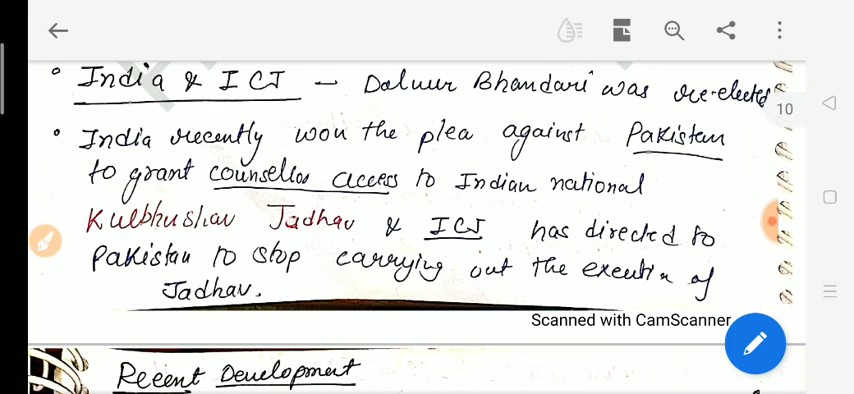 India & ICJ – Dalveer Bhandari was re-elected
10
India recently won the plea against Pakistan
to grant counsellor access to Indian national
Kulbhushav Jadhav & ICJ has directed to
Pakistan to stop carrying out the execution of
Jadhav.
Scanned with CamScanner
Recent Development